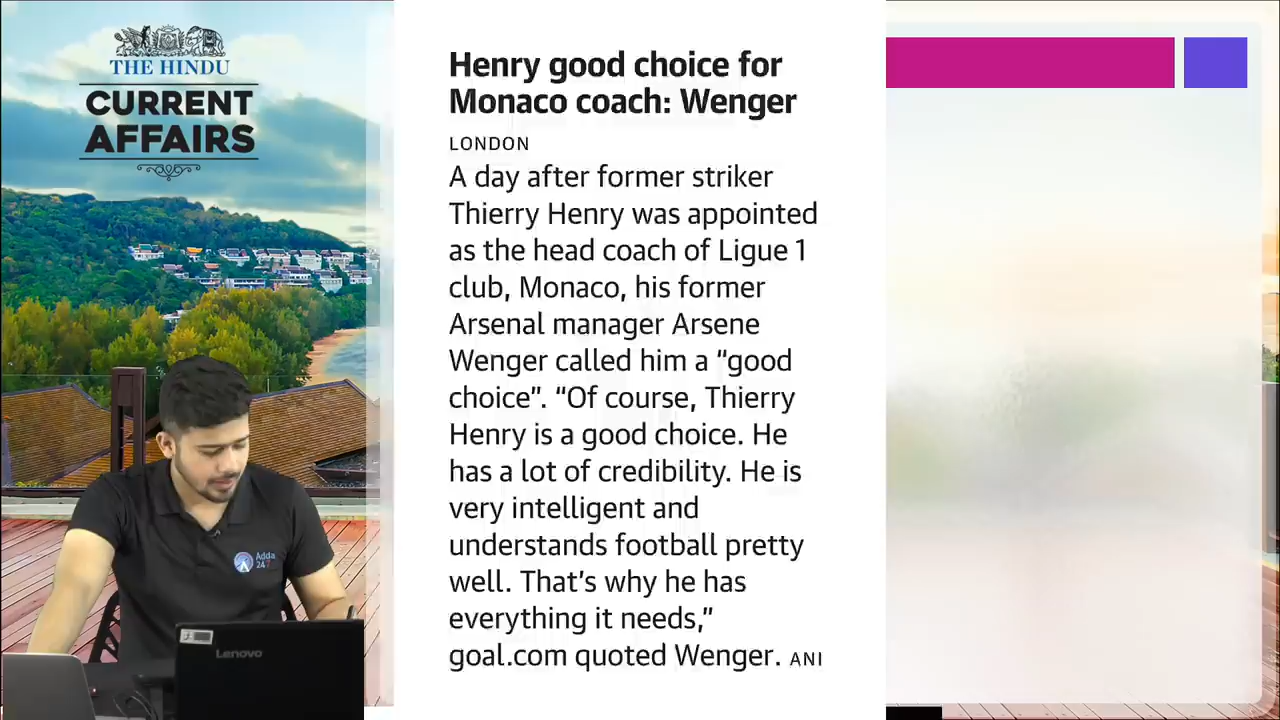 THE HINDU
CURRENT
AFFAIRS
Henry good choice for
Monaco coach: Wenger
LONDON
A day after former striker
Thierry Henry was appointed
as the head coach of Ligue 1
club, Monaco, his former
Arsenal manager Arsene
Wenger called him a “good
choice”. “Of course, Thierry
Henry is a good choice. He
has a lot of credibility. He is
very intelligent and
understands football pretty
well. That’s why he has
everything it needs,”
goal.com quoted Wenger. ANI
Adda
247
Lenovo